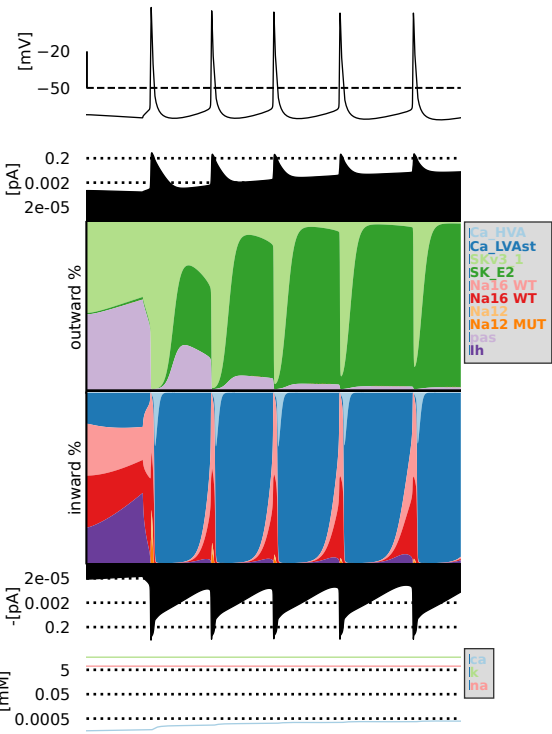 [mV]
−20
−50
[pA]
0.2
0.002
2e-05
outward %
Ca_HVA
Ca_LVAst
SKv3_1
SK_E2
Na16 WT
Na16 WT
Na12
Na12 MUT
pas
Ih
inward %
-[pA]
2e-05
0.002
0.2
[mM]
5
0.05
0.0005
ca
k
na